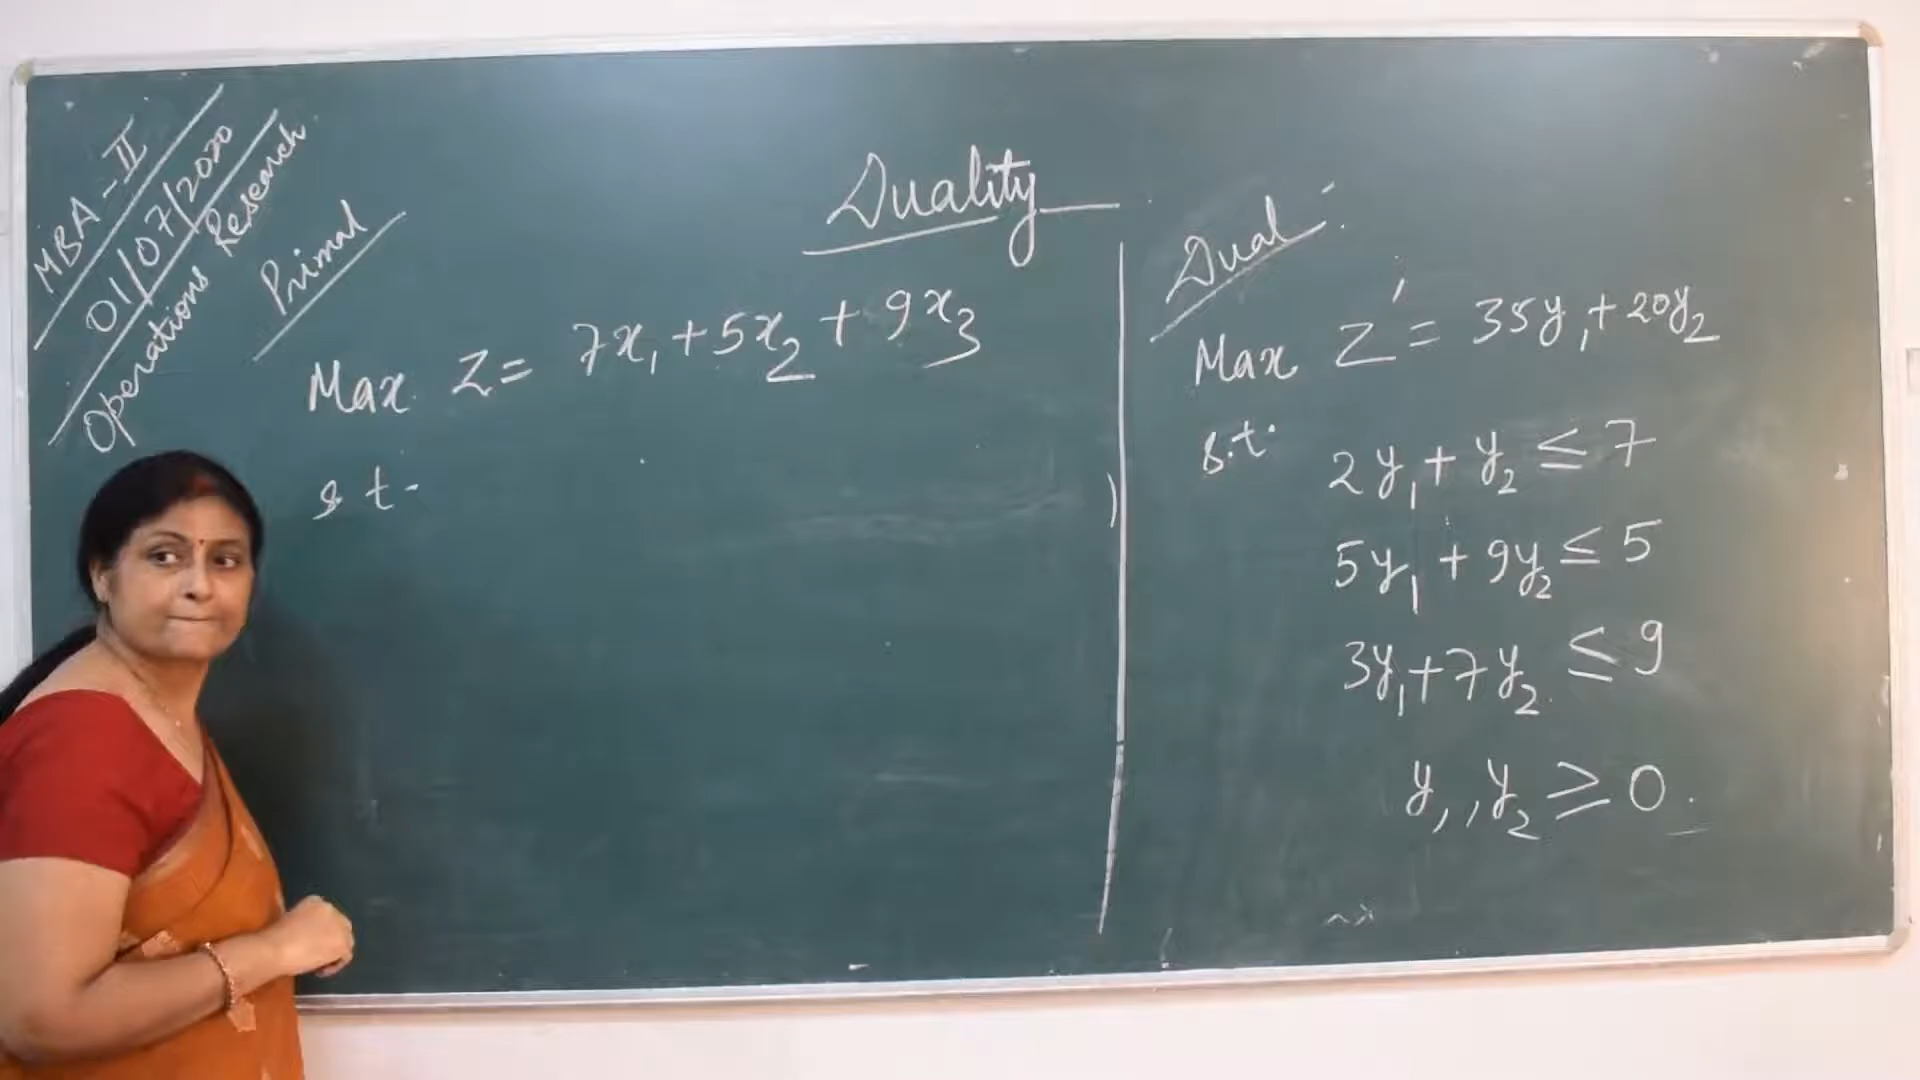 MBA-II
01/07/2020
Operations Research
Duality
Primal
Max Z = 7x₁ + 5x₂ + 9x₃
s t.
Dual:
Max Z' = 35y₁ + 20y₂
s.t.
2y₁ + y₂ ≤ 7
5y₁ + 9y₂ ≤ 5
3y₁ + 7y₂ ≤ 9
y₁, y₂ ≥ 0.